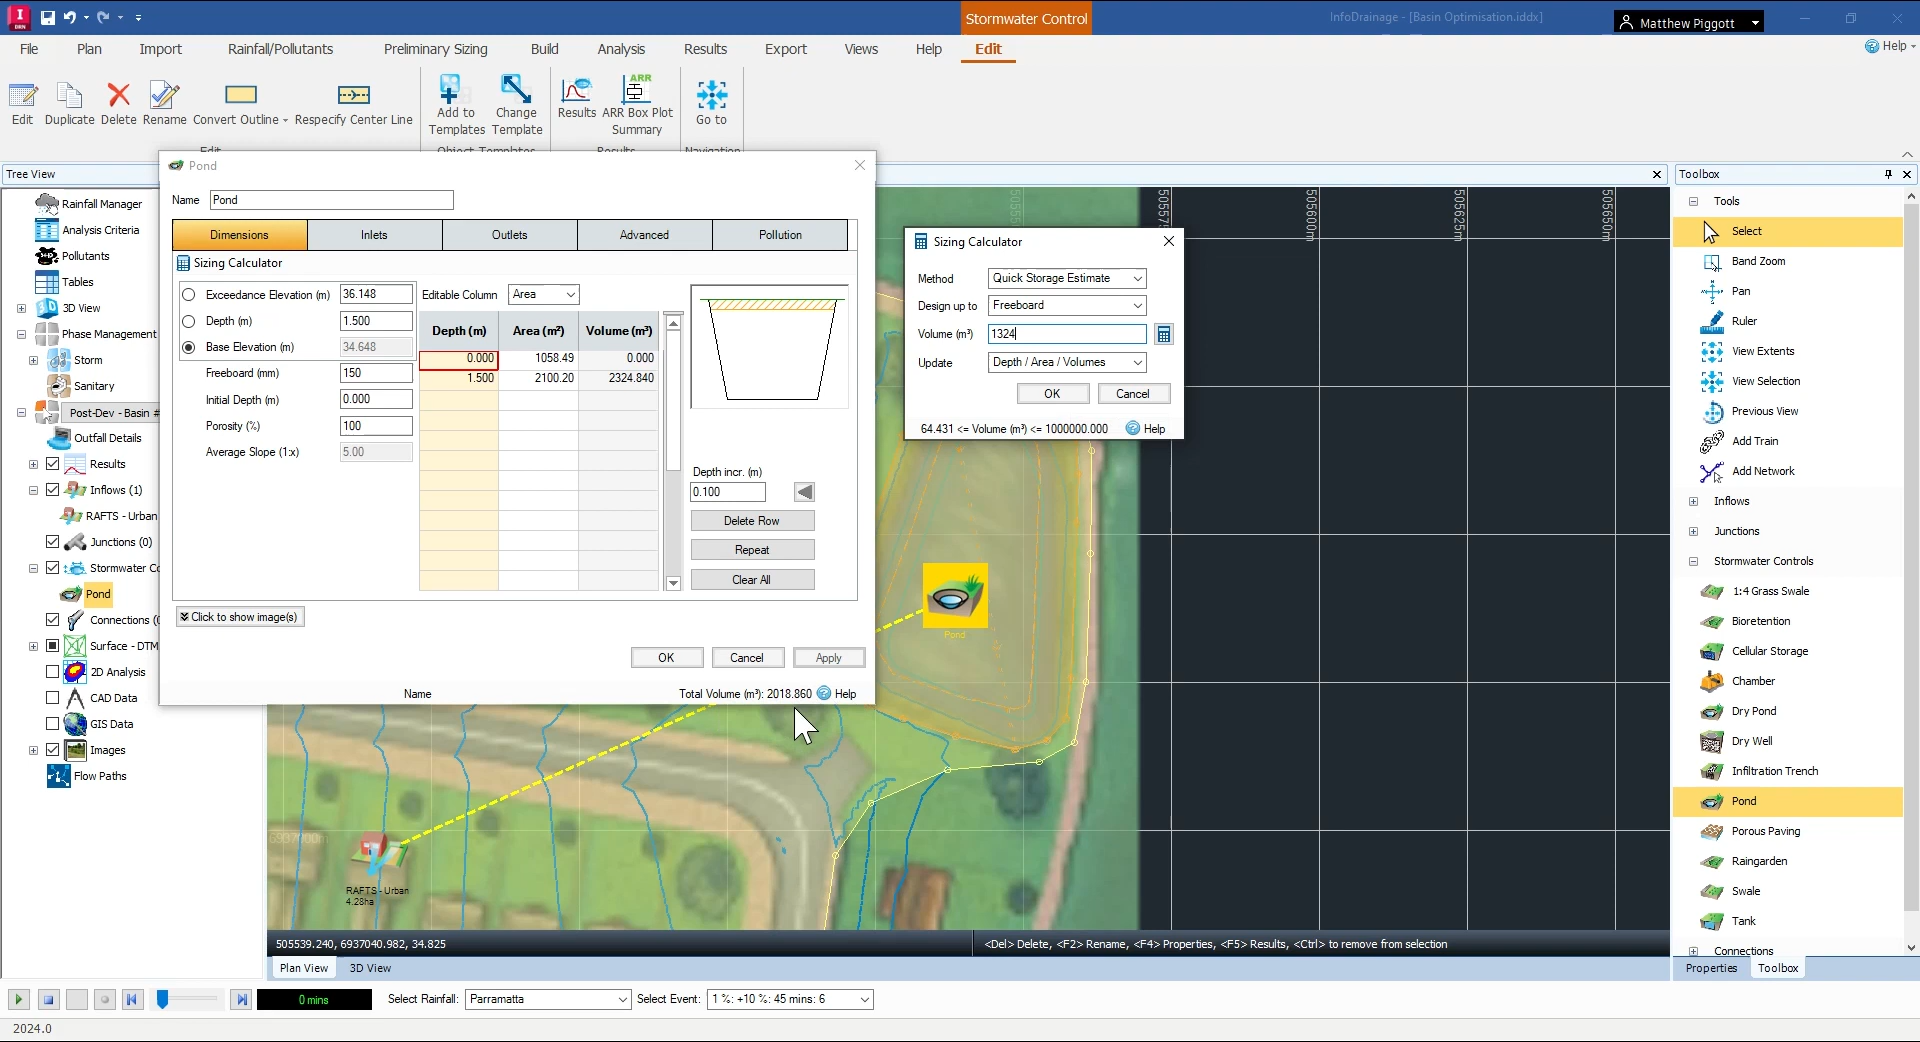 Stormwater Control
InfoDrainage - [Basin Optimisation.iddx]
Matthew Piggott
File Plan Import Rainfall/Pollutants Preliminary Sizing Build Analysis Results Export Views Help Edit
Help
Edit Duplicate Delete Rename Convert Outline Respecify Center Line
Add to Templates
Change Template
Results
ARR Box Plot Summary
Go to
Edit Object Templates Results Navigation
Tree View
Rainfall Manager
Analysis Criteria
Pollutants
Tables
3D View
Phase Management
Storm
Sanitary
Post-Dev - Basin #
Outfall Details
Results
Inflows (1)
RAFTS - Urban
Junctions (0)
Stormwater Co
Pond
Connections (
Surface - DTM
2D Analysis
CAD Data
GIS Data
Images
Flow Paths
Pond
Name Pond
Dimensions Inlets Outlets Advanced Pollution
Sizing Calculator
Exceedance Elevation (m) 36.148
Depth (m) 1.500
Base Elevation (m) 34.648
Freeboard (mm) 150
Initial Depth (m) 0.000
Porosity (%) 100
Average Slope (1:x) 5.00
Editable Column Area
Depth (m) Area (m²) Volume (m³)
0.000 1058.49 0.000
1.500 2100.20 2324.840
Depth incr. (m)
0.100
Delete Row
Repeat
Clear All
Click to show image(s)
OK Cancel Apply
Name Total Volume (m³): 2018.860 Help
Sizing Calculator
Method Quick Storage Estimate
Design up to Freeboard
Volume (m³) 1324
Update Depth / Area / Volumes
OK Cancel
64.431 <= Volume (m³) <= 1000000.000 Help
505600m
505625m
505650m
Pond
RAFTS - Urban
4.28ha
505539.240, 6937040.982, 34.825
<Del> Delete, <F2> Rename, <F4> Properties, <F5> Results, <Ctrl> to remove from selection
Plan View 3D View
Toolbox
Tools
Select
Band Zoom
Pan
Ruler
View Extents
View Selection
Previous View
Add Train
Add Network
Inflows
Junctions
Stormwater Controls
1:4 Grass Swale
Bioretention
Cellular Storage
Chamber
Dry Pond
Dry Well
Infiltration Trench
Pond
Porous Paving
Raingarden
Swale
Tank
Connections
Properties Toolbox
0 mins
Select Rainfall: Parramatta
Select Event: 1 %: +10 %: 45 mins: 6
2024.0